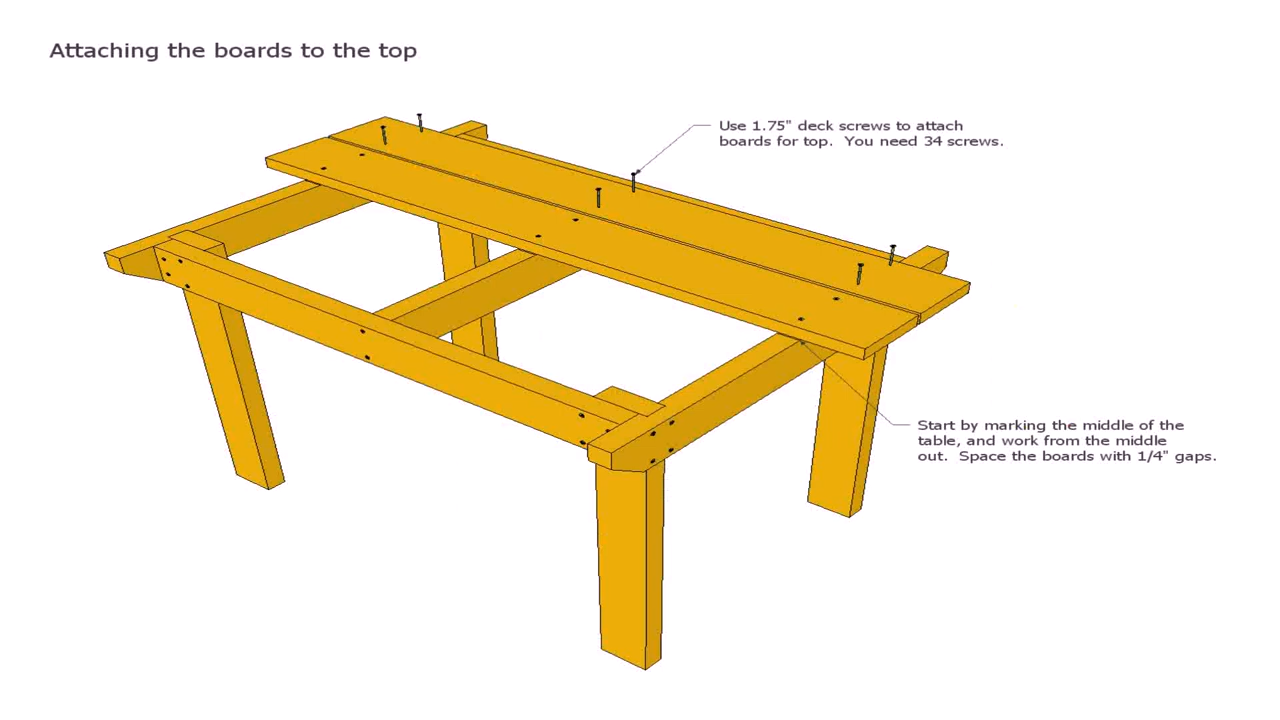 Attaching the boards to the top
Use 1.75" deck screws to attach
boards for top.  You need 34 screws.
Start by marking the middle of the
table, and work from the middle
out.  Space the boards with 1/4" gaps.